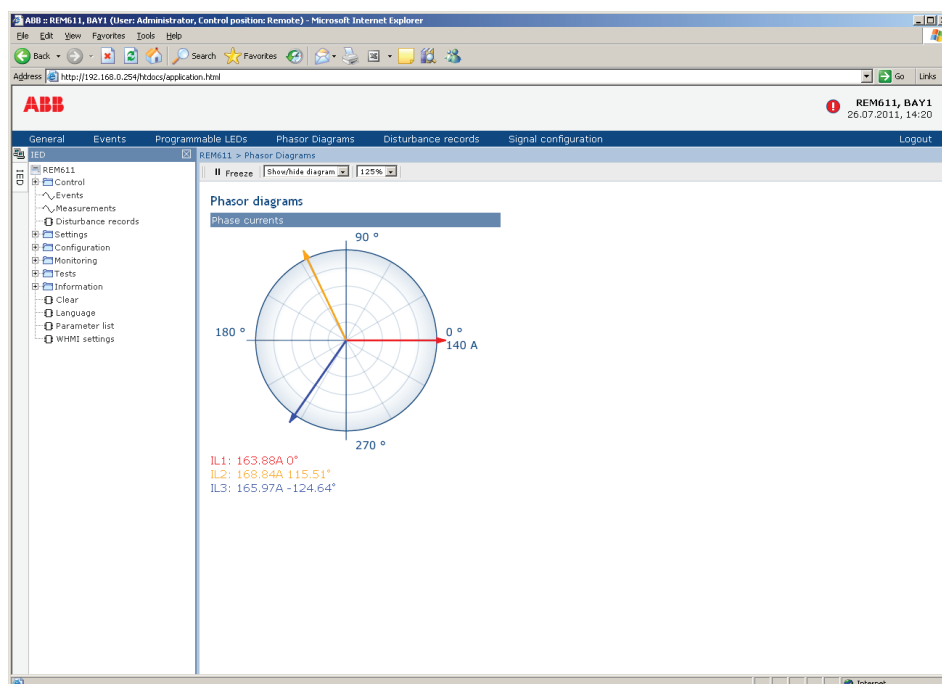 ABB :: REM611, BAY1 (User: Administrator, Control position: Remote) - Microsoft Internet Explorer
File Edit View Favorites Tools Help
Back Search Favorites
Address http://192.168.0.254/htdocs/application.html Go Links
ABB
REM611, BAY1
26.07.2011, 14:20
General Events Programmable LEDs Phasor Diagrams Disturbance records Signal configuration Logout
IED
IED
REM611 > Phasor Diagrams
REM611
Control
Events
Measurements
Disturbance records
Settings
Configuration
Monitoring
Tests
Information
Clear
Language
Parameter list
WHMI settings
Freeze Show/hide diagram 125%
Phasor diagrams
Phase currents
90 °
180 °
0 °
140 A
270 °
IL1: 163.88A 0°
IL2: 168.84A 115.51°
IL3: 165.97A -124.64°
Internet